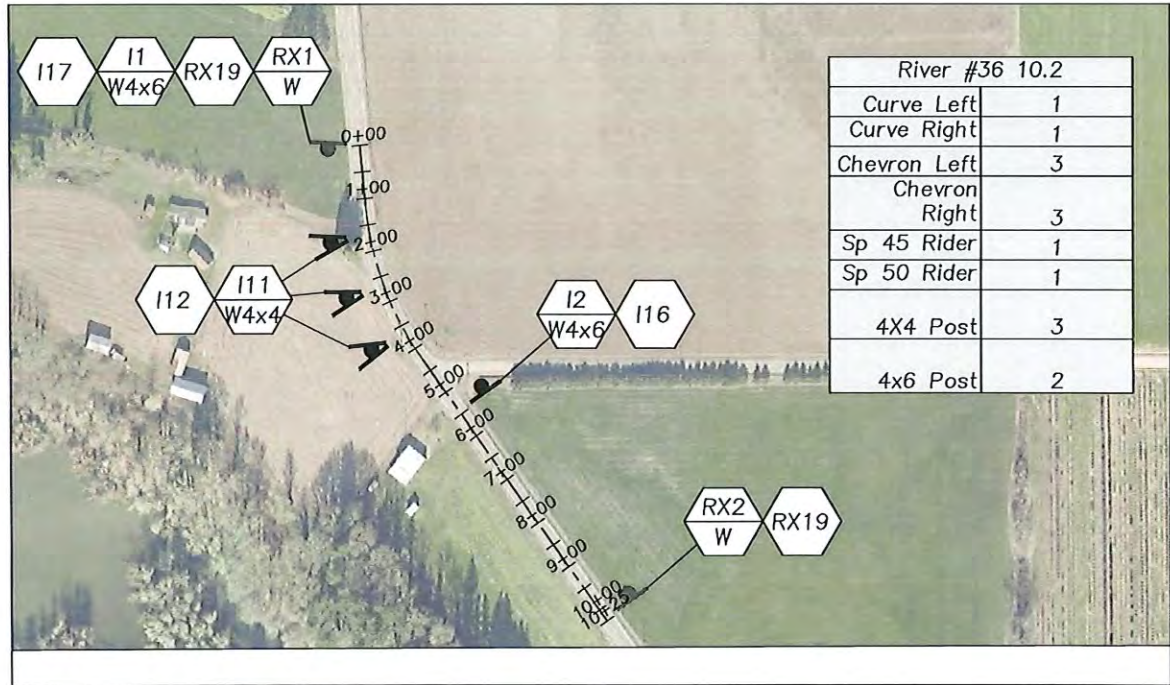 I17
I1
W4x6
RX19
RX1
W
0+00
1+00
2+00
3+00
4+00
5+00
6+00
7+00
8+00
9+00
10+00
10+25
I12
I11
W4x4
I2
W4x6
I16
RX2
W
RX19
River #36 10.2
Curve Left 1
Curve Right 1
Chevron Left 3
Chevron
Right 3
Sp 45 Rider 1
Sp 50 Rider 1
4X4 Post 3
4x6 Post 2